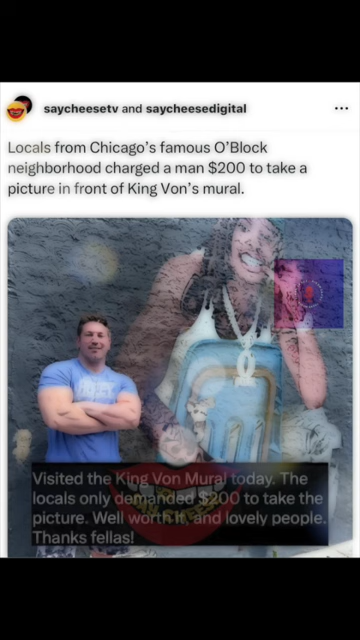 saycheesetv and saycheesedigital
Locals from Chicago's famous O'Block
neighborhood charged a man $200 to take a
picture in front of King Von's mural.
Visited the King Von Mural today. The
locals only demanded $200 to take the
picture. Well worth it, and lovely people.
Thanks fellas!